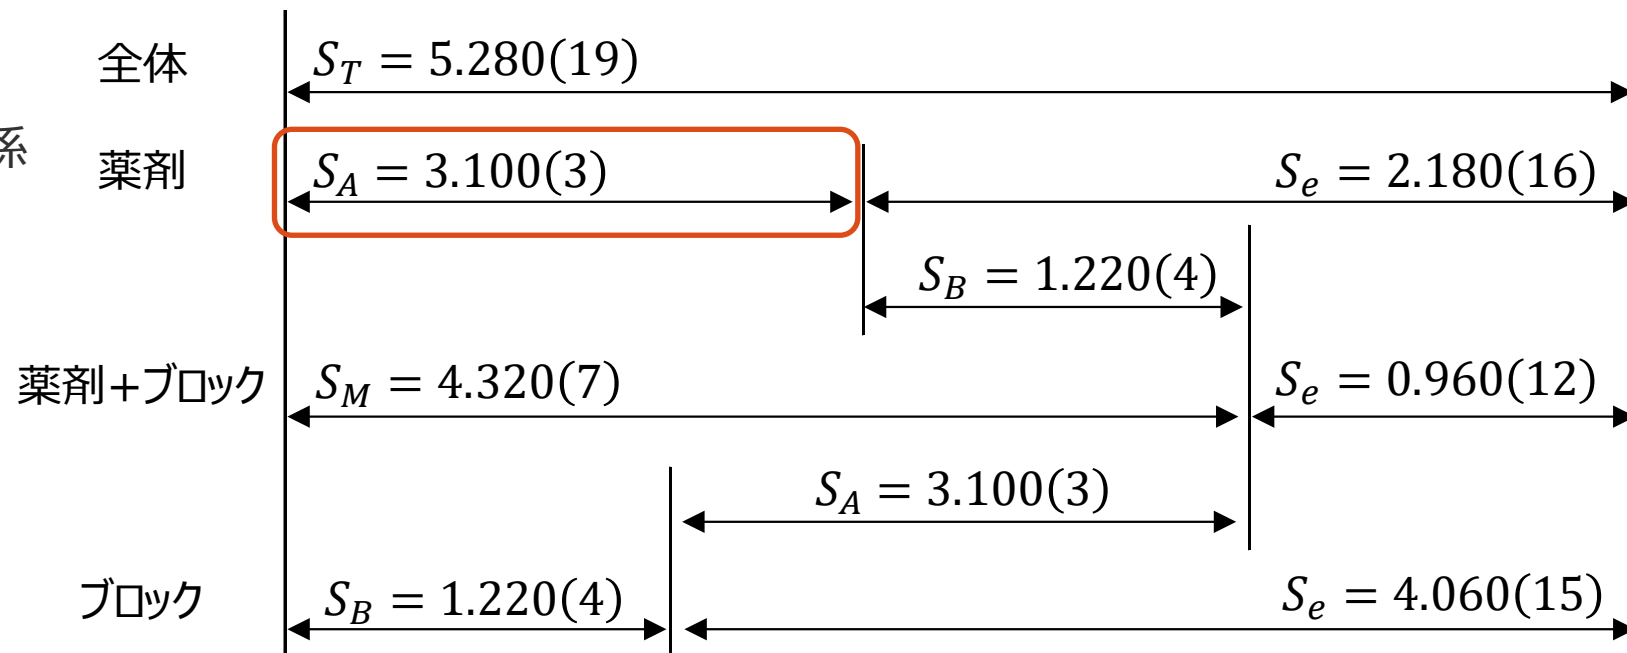 全体 S_T = 5.280(19)
系
薬剤 S_A = 3.100(3) S_e = 2.180(16)
S_B = 1.220(4)
薬剤+ブロック S_M = 4.320(7) S_e = 0.960(12)
S_A = 3.100(3)
ブロック S_B = 1.220(4) S_e = 4.060(15)